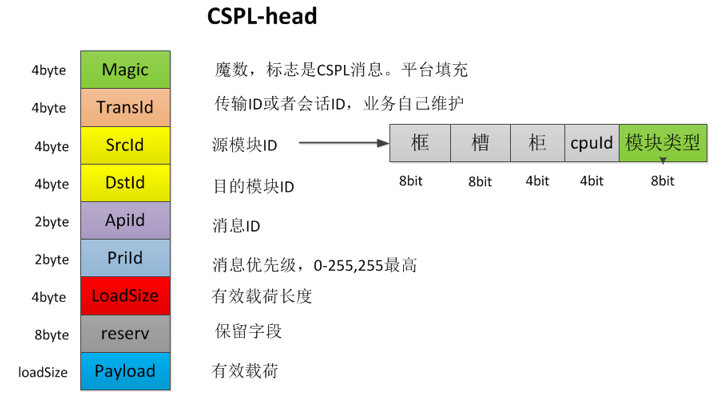 CSPL-head
4byte Magic 魔数，标志是CSPL消息。平台填充
4byte TransId 传输ID或者会话ID，业务自己维护
4byte SrcId 源模块ID 框 槽 柜 cpuId 模块类型
8bit 8bit 4bit 4bit 8bit
4byte DstId 目的模块ID
2byte ApiId 消息ID
2byte PriId 消息优先级，0-255,255最高
4byte LoadSize 有效载荷长度
8byte reserv 保留字段
loadSize Payload 有效载荷